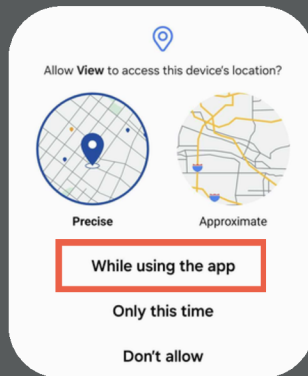 Allow View to access this device's location?
Precise
Approximate
While using the app
Only this time
Don't allow